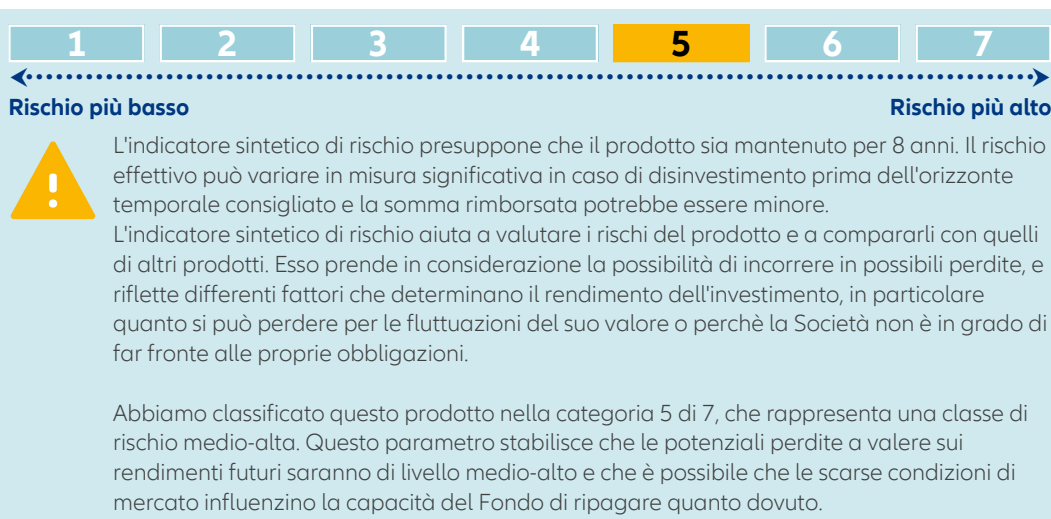 1 2 3 4 5 6 7
Rischio più basso Rischio più alto
L'indicatore sintetico di rischio presuppone che il prodotto sia mantenuto per 8 anni. Il rischio
effettivo può variare in misura significativa in caso di disinvestimento prima dell'orizzonte
temporale consigliato e la somma rimborsata potrebbe essere minore.
L'indicatore sintetico di rischio aiuta a valutare i rischi del prodotto e a compararli con quelli
di altri prodotti. Esso prende in considerazione la possibilità di incorrere in possibili perdite, e
riflette differenti fattori che determinano il rendimento dell'investimento, in particolare
quanto si può perdere per le fluttuazioni del suo valore o perchè la Società non è in grado di
far fronte alle proprie obbligazioni.
Abbiamo classificato questo prodotto nella categoria 5 di 7, che rappresenta una classe di
rischio medio-alta. Questo parametro stabilisce che le potenziali perdite a valere sui
rendimenti futuri saranno di livello medio-alto e che è possibile che le scarse condizioni di
mercato influenzino la capacità del Fondo di ripagare quanto dovuto.